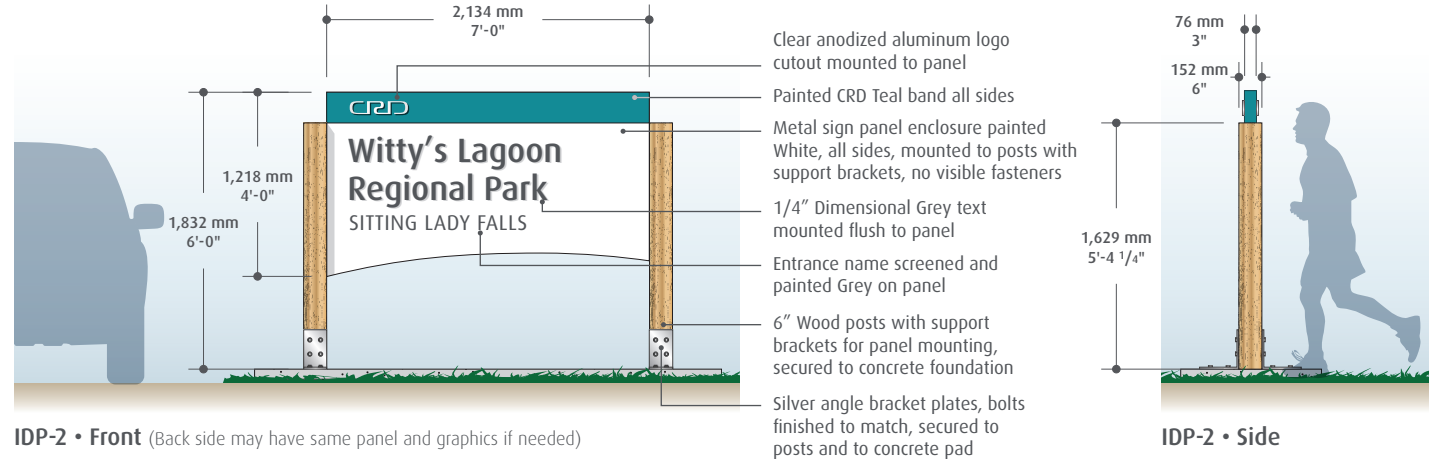 2,134 mm
7'-0"
1,218 mm
4'-0"
1,832 mm
6'-0"
CRD
Witty's Lagoon
Regional Park
SITTING LADY FALLS
Clear anodized aluminum logo
cutout mounted to panel
Painted CRD Teal band all sides
Metal sign panel enclosure painted
White, all sides, mounted to posts with
support brackets, no visible fasteners
1/4" Dimensional Grey text
mounted flush to panel
Entrance name screened and
painted Grey on panel
6" Wood posts with support
brackets for panel mounting,
secured to concrete foundation
Silver angle bracket plates, bolts
finished to match, secured to
posts and to concrete pad
IDP-2 • Front (Back side may have same panel and graphics if needed)
76 mm
3"
152 mm
6"
1,629 mm
5'-4 1/4"
IDP-2 • Side